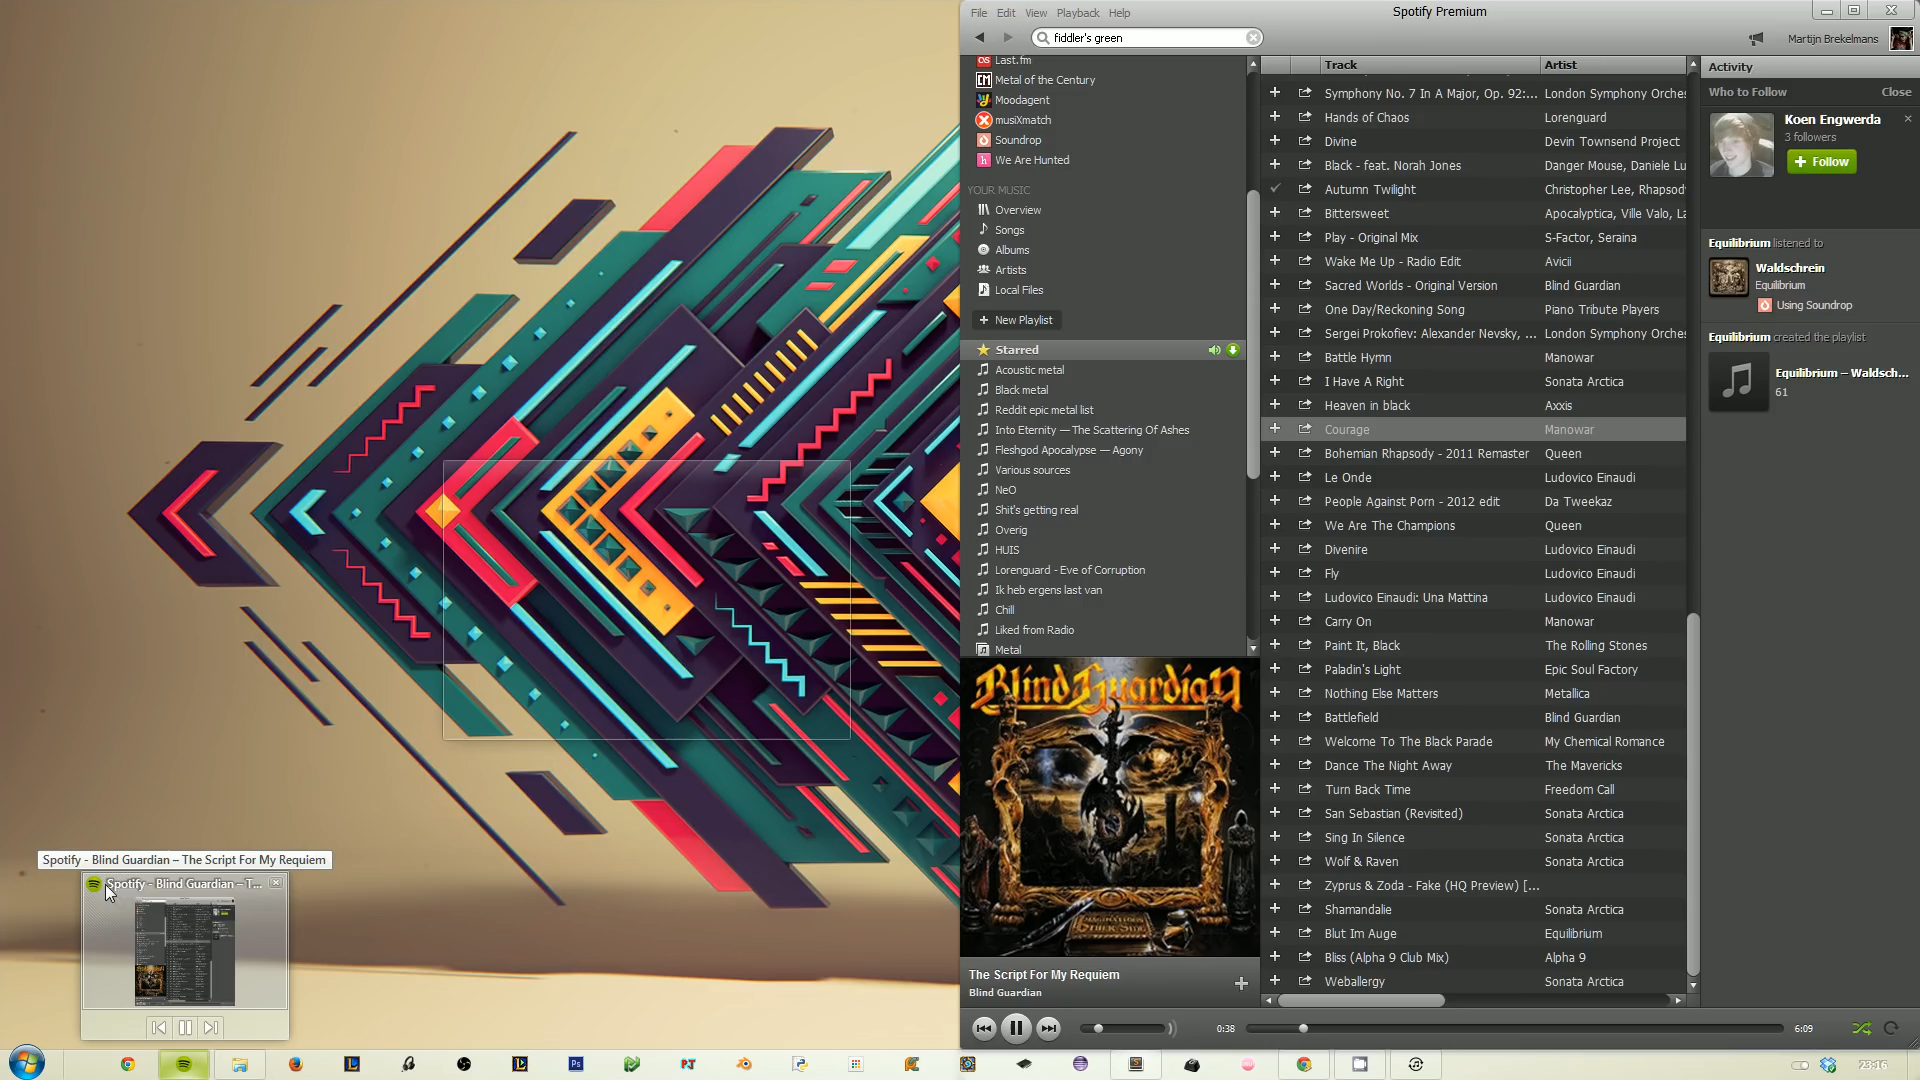 File Edit View Playback Help
Spotify Premium
fiddler's green
Martijn Brekelmans
Last.fm
Metal of the Century
Moodagent
musiXmatch
Soundrop
We Are Hunted
YOUR MUSIC
Overview
Songs
Albums
Artists
Local Files
New Playlist
Starred
Acoustic metal
Black metal
Reddit epic metal list
Into Eternity — The Scattering Of Ashes
Fleshgod Apocalypse — Agony
Various sources
NeO
Shit's getting real
Overig
HUIS
Lorenguard - Eve of Corruption
Ik heb ergens last van
Chill
Liked from Radio
Metal
Blind Guardian
The Script For My Requiem
Blind Guardian
Track Artist
Symphony No. 7 In A Major, Op. 92:... London Symphony Orches
Hands of Chaos Lorenguard
Divine Devin Townsend Project
Black - feat. Norah Jones Danger Mouse, Daniele Lu
Autumn Twilight Christopher Lee, Rhapsod
Bittersweet Apocalyptica, Ville Valo, La
Play - Original Mix S-Factor, Seraina
Wake Me Up - Radio Edit Avicii
Sacred Worlds - Original Version Blind Guardian
One Day/Reckoning Song Piano Tribute Players
Sergei Prokofiev: Alexander Nevsky, ... London Symphony Orches
Battle Hymn Manowar
I Have A Right Sonata Arctica
Heaven in black Axxis
Courage Manowar
Bohemian Rhapsody - 2011 Remaster Queen
Le Onde Ludovico Einaudi
People Against Porn - 2012 edit Da Tweekaz
We Are The Champions Queen
Divenire Ludovico Einaudi
Fly Ludovico Einaudi
Ludovico Einaudi: Una Mattina Ludovico Einaudi
Carry On Manowar
Paint It, Black The Rolling Stones
Paladin's Light Epic Soul Factory
Nothing Else Matters Metallica
Battlefield Blind Guardian
Welcome To The Black Parade My Chemical Romance
Dance The Night Away The Mavericks
Turn Back Time Freedom Call
San Sebastian (Revisited) Sonata Arctica
Sing In Silence Sonata Arctica
Wolf & Raven Sonata Arctica
Zyprus & Zoda - Fake (HQ Preview) [...
Shamandalie Sonata Arctica
Blut Im Auge Equilibrium
Bliss (Alpha 9 Club Mix) Alpha 9
Weballergy Sonata Arctica
0:38 6:09
Activity
Who to Follow Close
Koen Engwerda
3 followers
Follow
Equilibrium listened to
Waldschrein
Equilibrium
Using Soundrop
Equilibrium created the playlist
Equilibrium – Waldsch...
61
Spotify - Blind Guardian – The Script For My Requiem
Spotify - Blind Guardian – T...
Ps
23:16